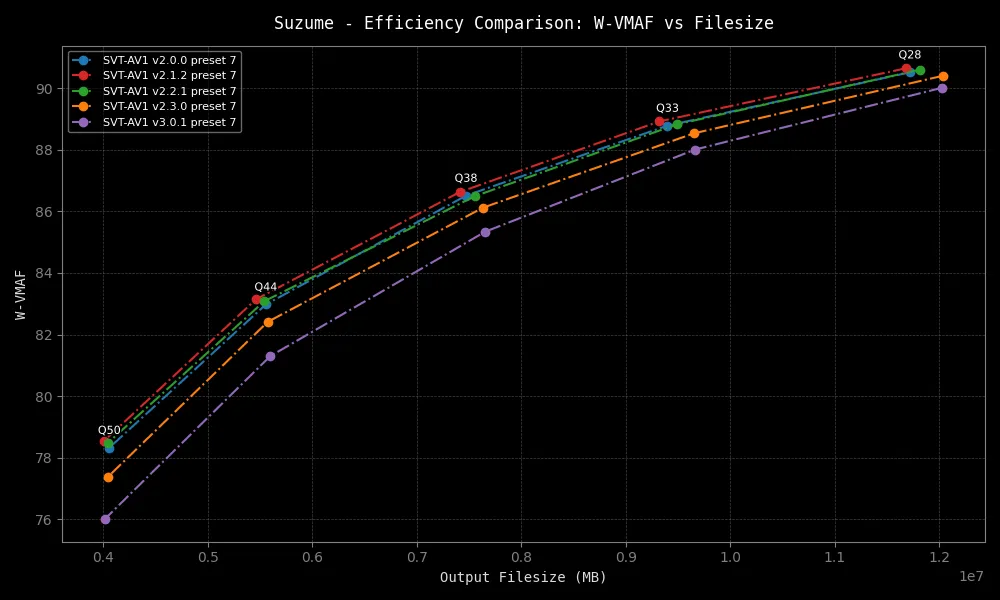 Suzume - Efficiency Comparison: W-VMAF vs Filesize
SVT-AV1 v2.0.0 preset 7
SVT-AV1 v2.1.2 preset 7
SVT-AV1 v2.2.1 preset 7
SVT-AV1 v2.3.0 preset 7
SVT-AV1 v3.0.1 preset 7
Q28
Q33
Q38
Q44
Q50
W-VMAF
90
88
86
84
82
80
78
76
0.4 0.5 0.6 0.7 0.8 0.9 1.0 1.1 1.2
1e7
Output Filesize (MB)